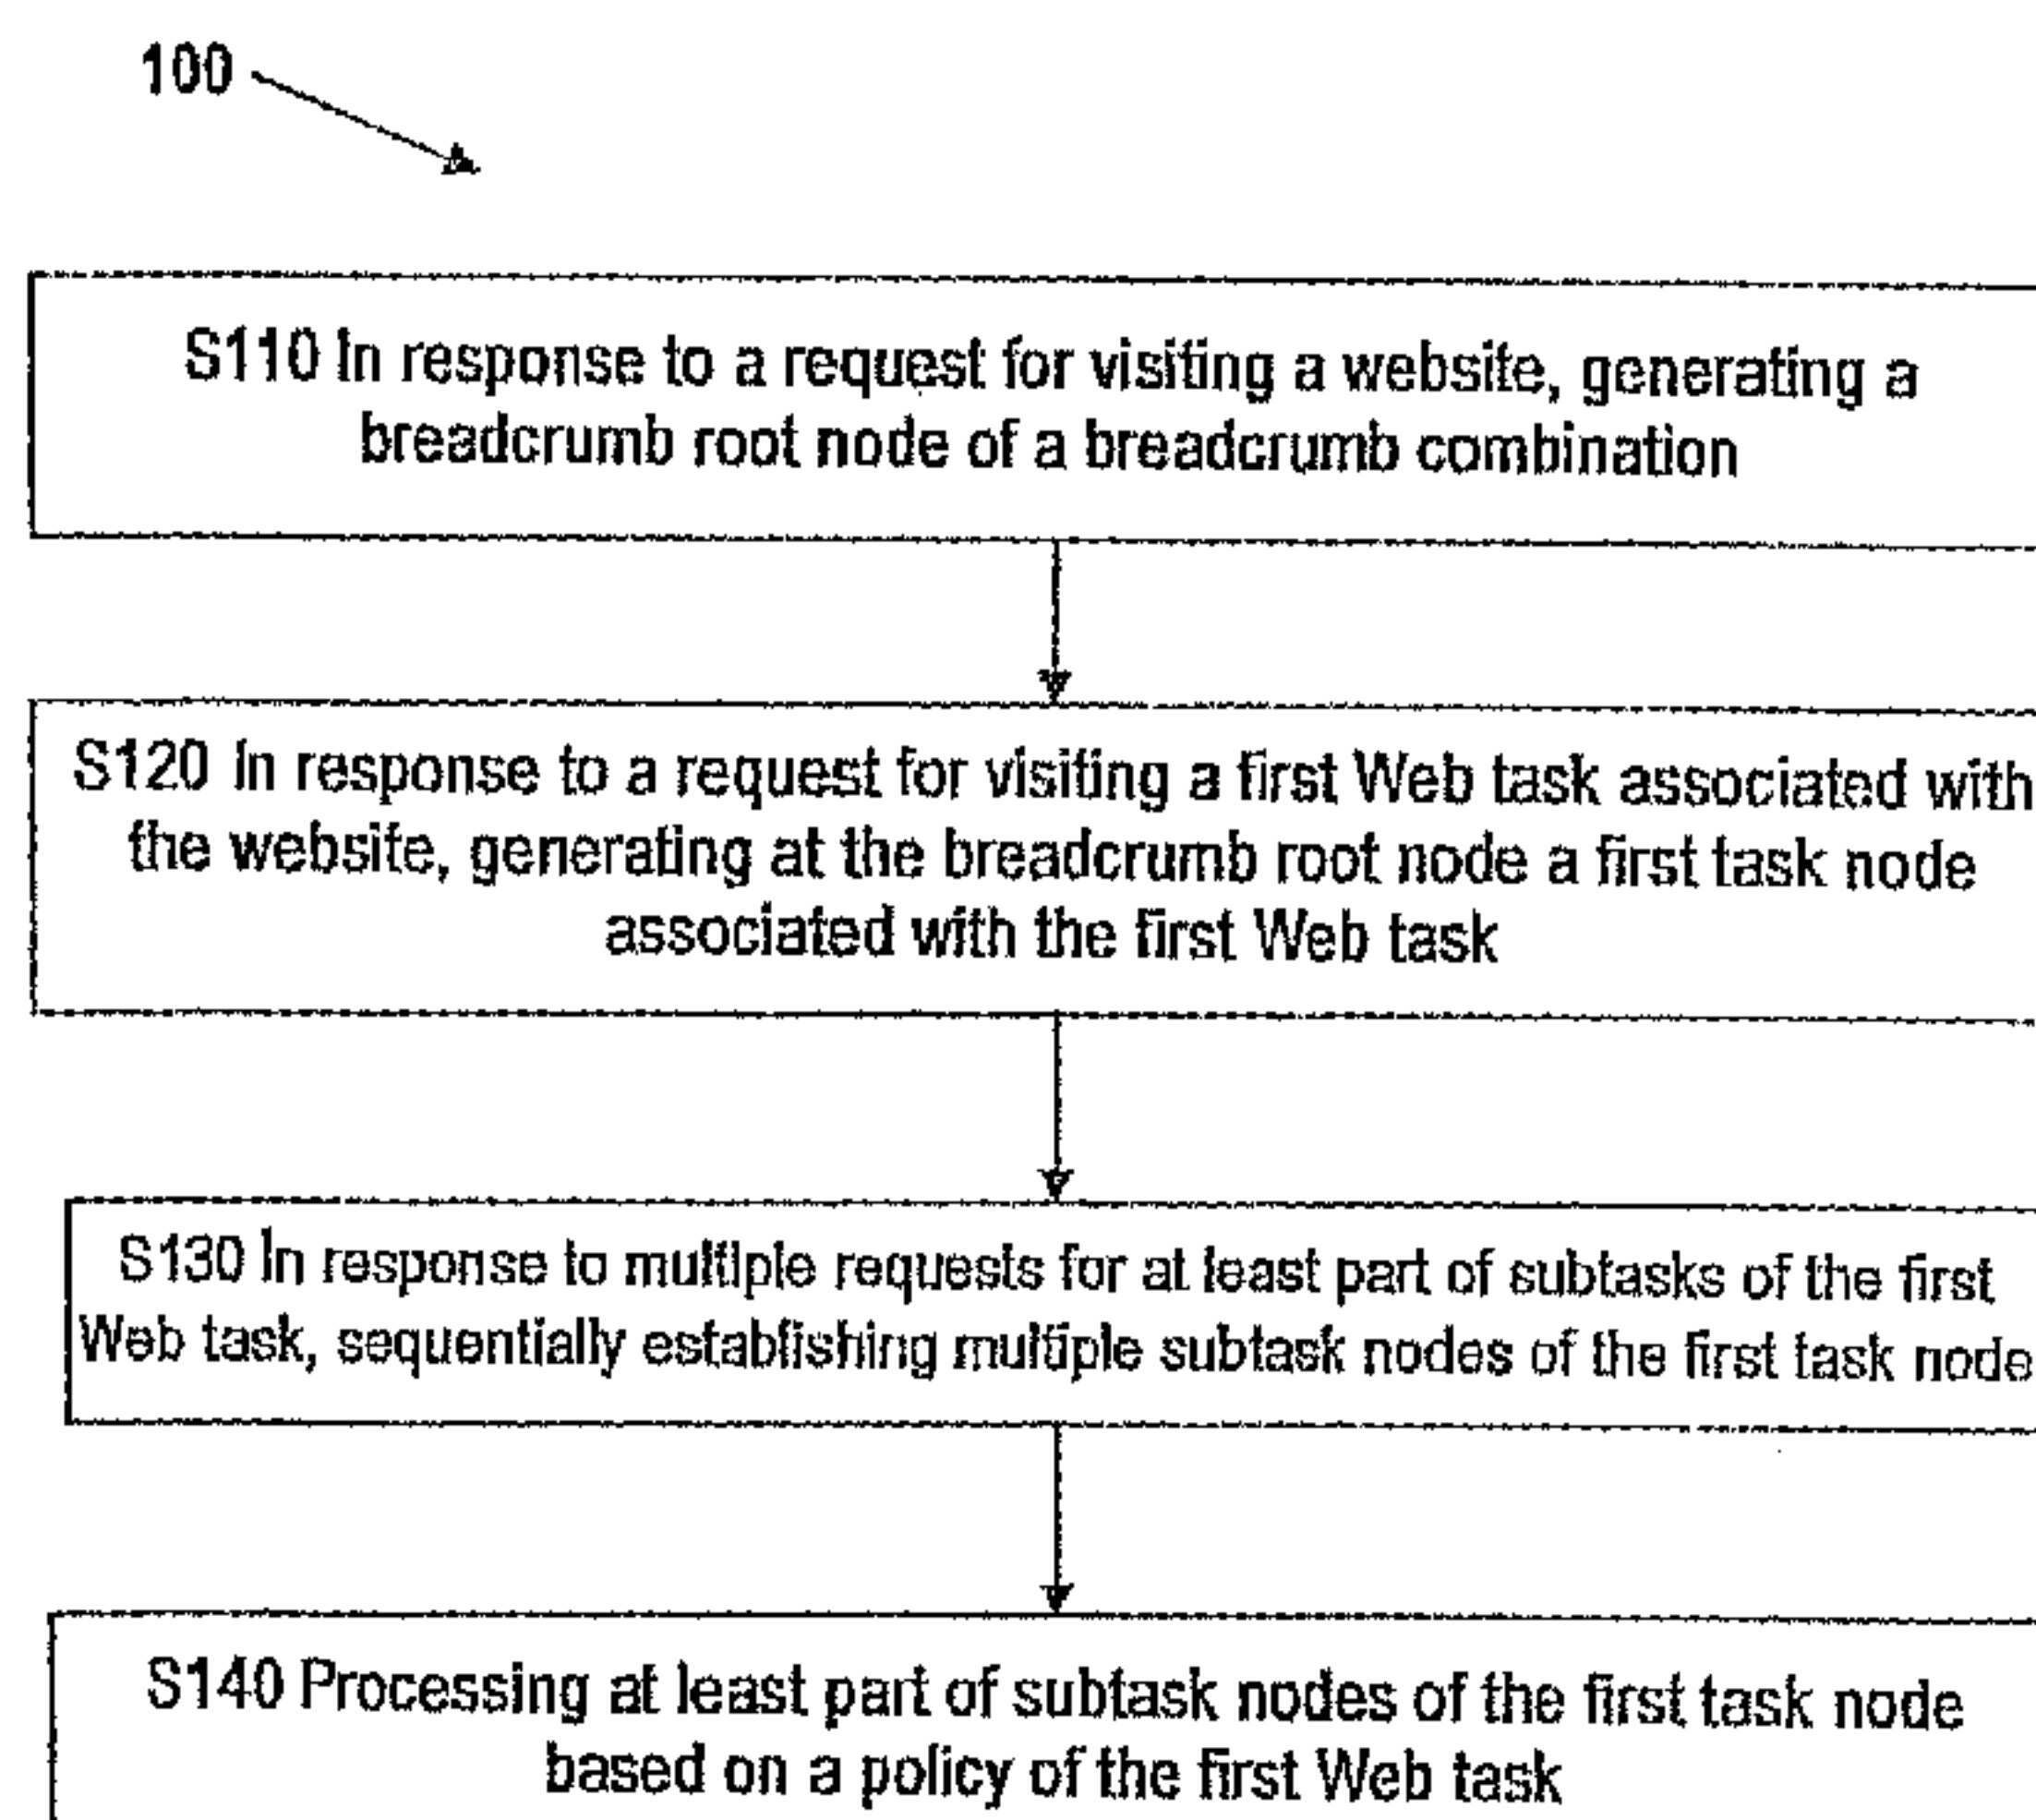 100
S110 In response to a request for visiting a website, generating a
breadcrumb root node of a breadcrumb combination
S120 In response to a request for visiting a first Web task associated with
the website, generating at the breadcrumb root node a first task node
associated with the first Web task
S130 In response to multiple requests for at least part of subtasks of the first
Web task, sequentially establishing multiple subtask nodes of the first task node
S140 Processing at least part of subtask nodes of the first task node
based on a policy of the first Web task